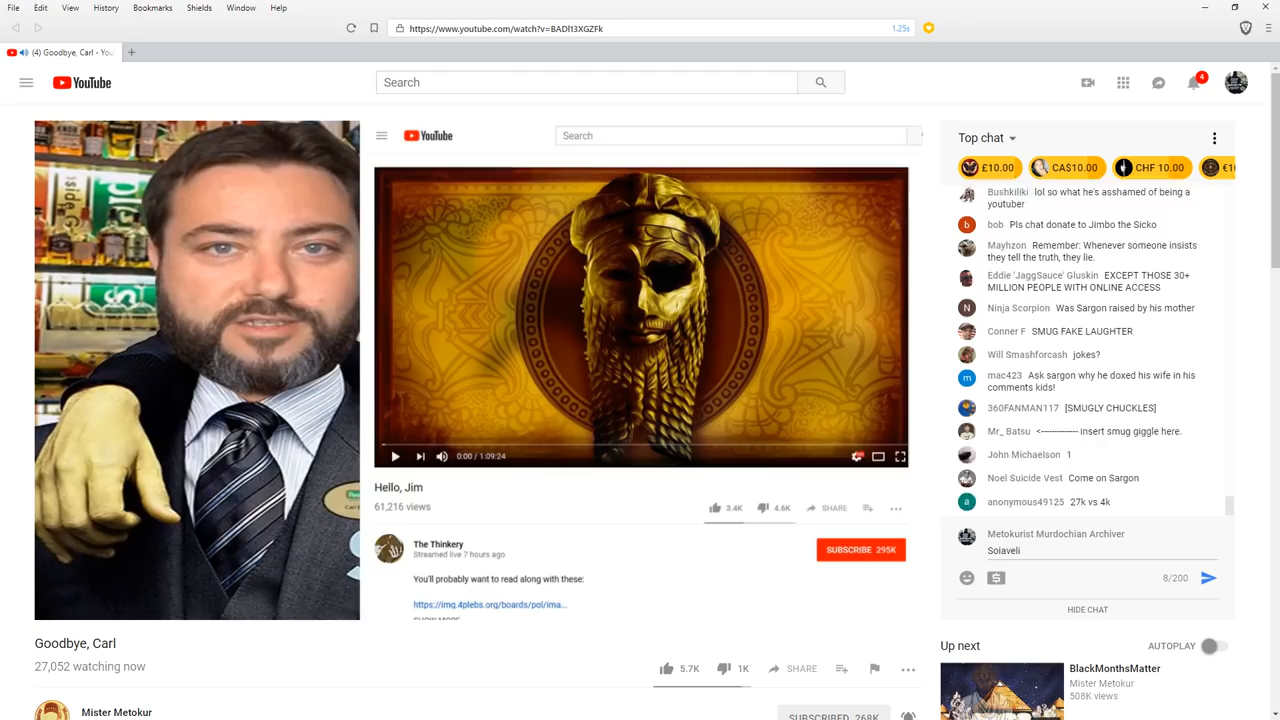 File Edit View History Bookmarks Shields Window Help
https://www.youtube.com/watch?v=BADl13XGZFk 1.25s
(4) Goodbye, Carl - You
YouTube
Search
4
YouTube
Search
0:00 / 1:09:24
Hello, Jim
61,216 views
3.4K 4.6K SHARE
The Thinkery
Streamed live 7 hours ago
SUBSCRIBE 295K
You'll probably want to read along with these:
https://img.4plebs.org/boards/pol/ima...
SHOW MORE
Goodbye, Carl
27,052 watching now
5.7K 1K SHARE
Mister Metokur
SUBSCRIBED 268K
Top chat
£10.00 CA$10.00 CHF 10.00
Bushkiliki lol so what he's asshamed of being a
youtuber
bob Pls chat donate to Jimbo the Sicko
Mayhzon Remember: Whenever someone insists
they tell the truth, they lie.
Eddie 'JaggSauce' Gluskin EXCEPT THOSE 30+
MILLION PEOPLE WITH ONLINE ACCESS
Ninja Scorpion Was Sargon raised by his mother
Conner F SMUG FAKE LAUGHTER
Will Smashforcash jokes?
mac423 Ask sargon why he doxed his wife in his
comments kids!
360FANMAN117 [SMUGLY CHUCKLES]
Mr_ Batsu <-------------- insert smug giggle here.
John Michaelson 1
Noel Suicide Vest Come on Sargon
anonymous49125 27k vs 4k
Metokurist Murdochian Archiver
Soiaveli
8/200
HIDE CHAT
Up next
AUTOPLAY
BlackMonthsMatter
Mister Metokur
508K views